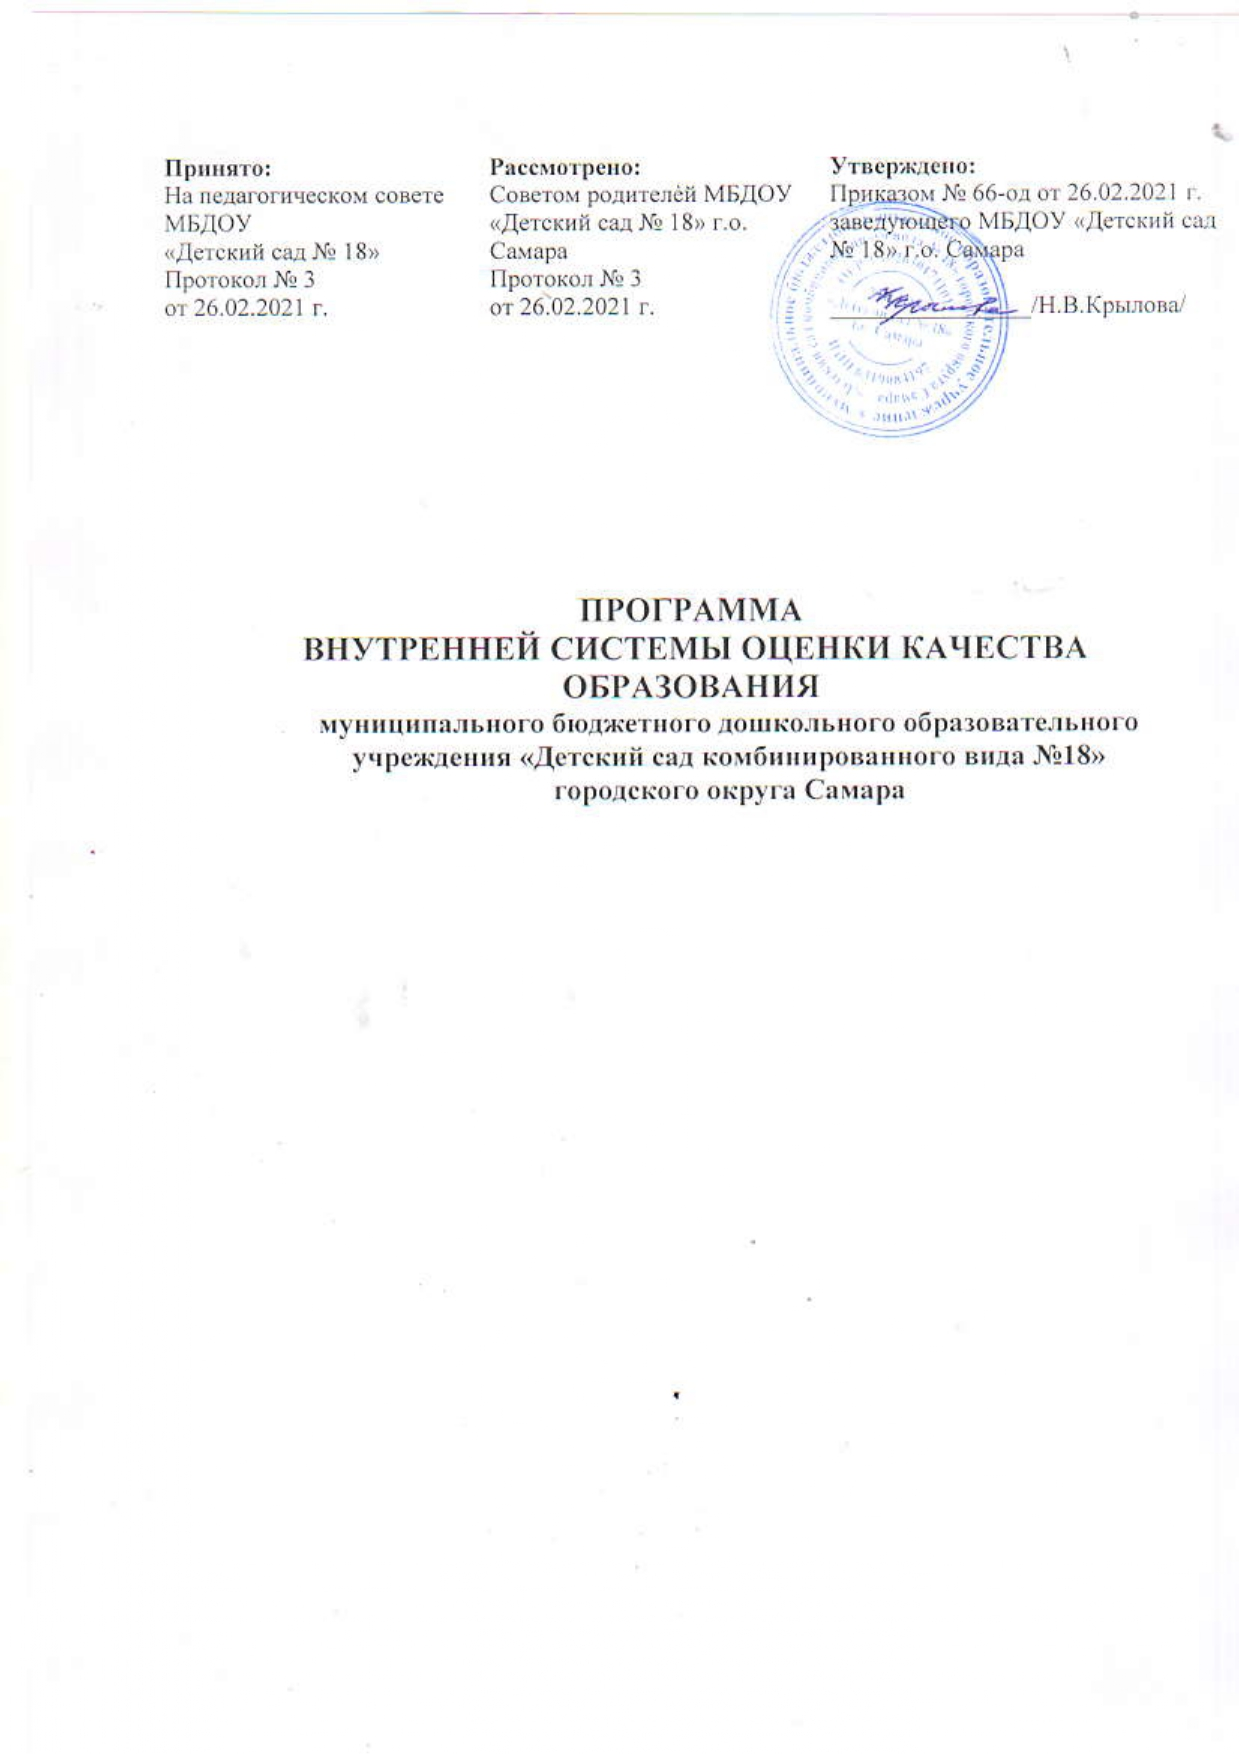 Принято:
На педагогическом совете
МБДОУ
«Детский сад № 18»
Протокол № 3
от 26.02.2021 г.
Рассмотрено:
Советом родителей МБДОУ
«Детский сад № 18» г.о.
Самара
Протокол № 3
от 26.02.2021 г.
Утверждено:
Приказом № 66-од от 26.02.2021 г.
заведующего МБДОУ «Детский сад
№ 18» г.о. Самара
/Н.В.Крылова/
ПРОГРАММА
ВНУТРЕННЕЙ СИСТЕМЫ ОЦЕНКИ КАЧЕСТВА
ОБРАЗОВАНИЯ
муниципального бюджетного дошкольного образовательного
учреждения «Детский сад комбинированного вида №18»
городского округа Самара